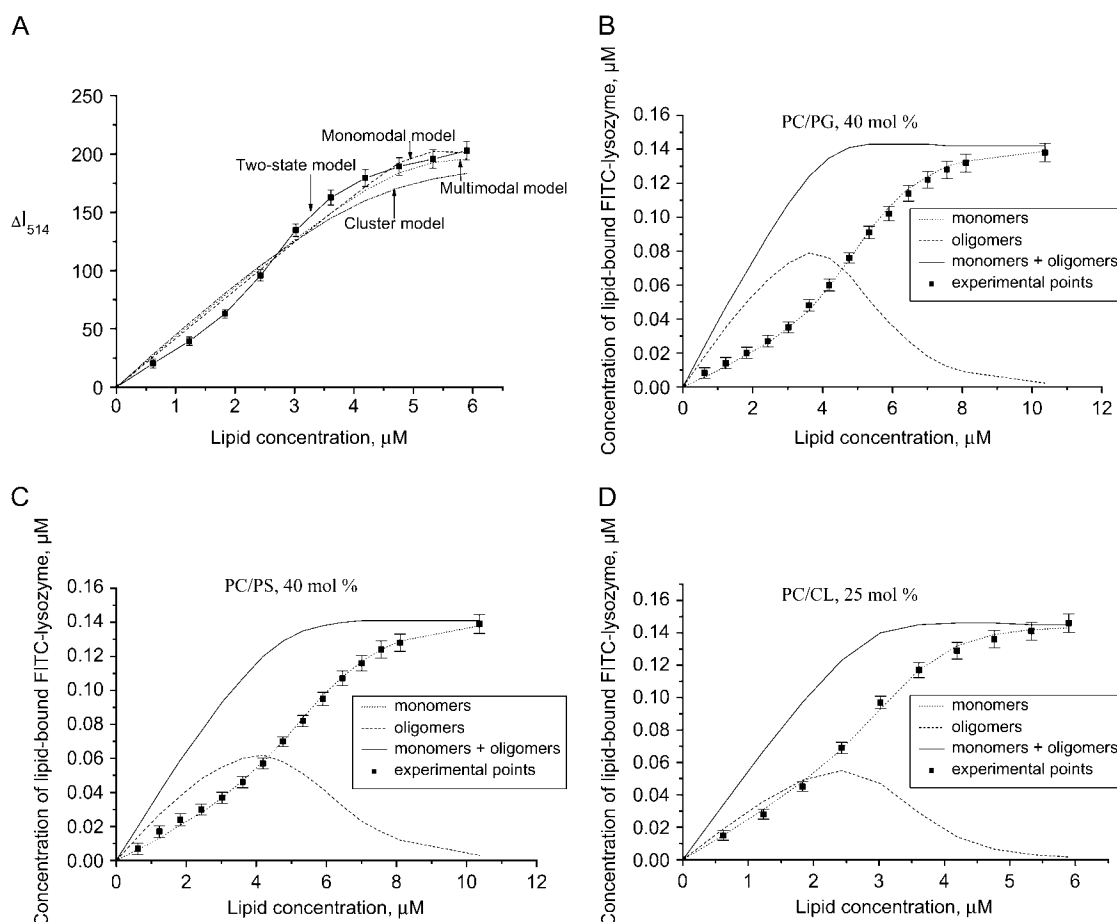 A
250
200
150
100
50
0
ΔI514
Two-state model
Monomodal model
Multimodal model
Cluster model
0 1 2 3 4 5 6
Lipid concentration, μM
B
Concentration of lipid-bound FITC-lysozyme, μM
0.16
0.14
0.12
0.10
0.08
0.06
0.04
0.02
0.00
PC/PG, 40 mol %
monomers
oligomers
monomers + oligomers
experimental points
0 2 4 6 8 10 12
Lipid concentration, μM
C
Concentration of lipid-bound FITC-lysozyme, μM
0.16
0.14
0.12
0.10
0.08
0.06
0.04
0.02
0.00
PC/PS, 40 mol %
monomers
oligomers
monomers + oligomers
experimental points
0 2 4 6 8 10 12
Lipid concentration, μM
D
Concentration of lipid-bound FITC-lysozyme, μM
0.16
0.14
0.12
0.10
0.08
0.06
0.04
0.02
0.00
PC/CL, 25 mol %
monomers
oligomers
monomers + oligomers
experimental points
0 1 2 3 4 5 6
Lipid concentration, μM